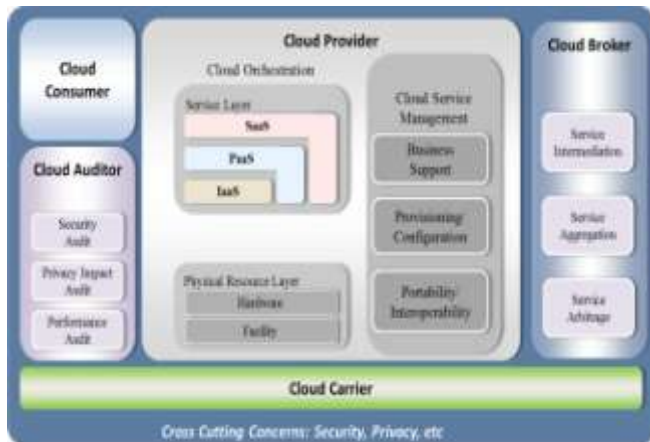 Cloud
Consumer
Cloud Auditor
Security
Audit
Privacy Impact
Audit
Performance
Audit
Cloud Provider
Cloud Orchestration
Service Layer
SaaS
PaaS
IaaS
Physical Resource Layer
Hardware
Facility
Cloud Service
Management
Business
Support
Provisioning
Configuration
Portability
Interoperability
Cloud Broker
Service
Intermediation
Service
Aggregation
Service
Arbitrage
Cloud Carrier
Cross Cutting Concerns: Security, Privacy, etc